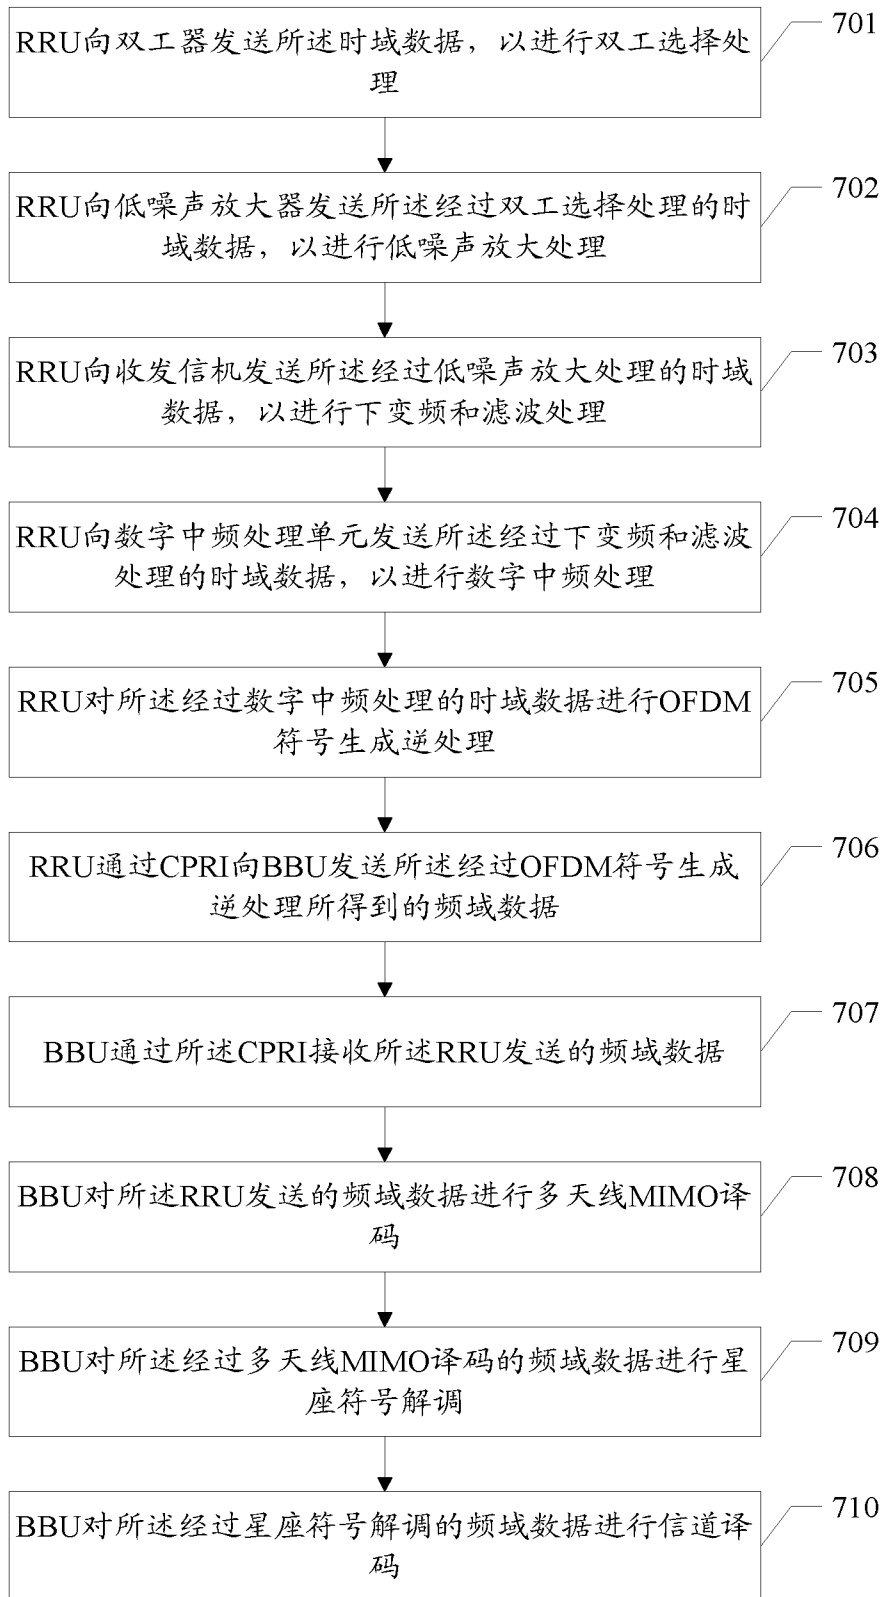 RRU向双工器发送所述时域数据，以进行双工选择处
理
701
RRU向低噪声放大器发送所述经过双工选择处理的时
域数据，以进行低噪声放大处理
702
RRU向收发信机发送所述经过低噪声放大处理的时域
数据，以进行下变频和滤波处理
703
RRU向数字中频处理单元发送所述经过下变频和滤波
处理的时域数据，以进行数字中频处理
704
RRU对所述经过数字中频处理的时域数据进行OFDM
符号生成逆处理
705
RRU通过CPRI向BBU发送所述经过OFDM符号生成
逆处理所得到的频域数据
706
BBU通过所述CPRI接收所述RRU发送的频域数据
707
BBU对所述RRU发送的频域数据进行多天线MIMO译
码
708
BBU对所述经过多天线MIMO译码的频域数据进行星
座符号解调
709
BBU对所述经过星座符号解调的频域数据进行信道译
码
710